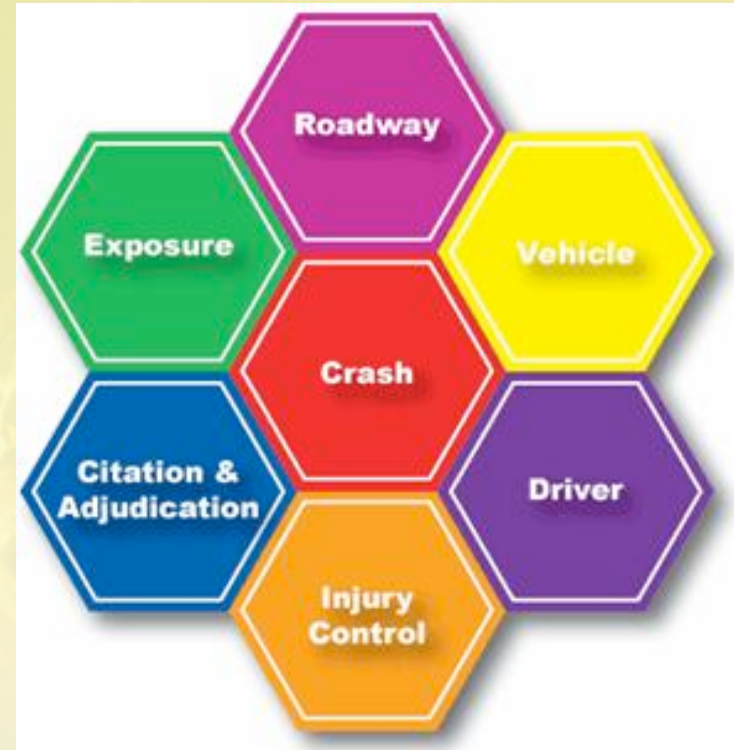 Roadway
Exposure
Vehicle
Crash
Citation &
Adjudication
Driver
Injury
Control